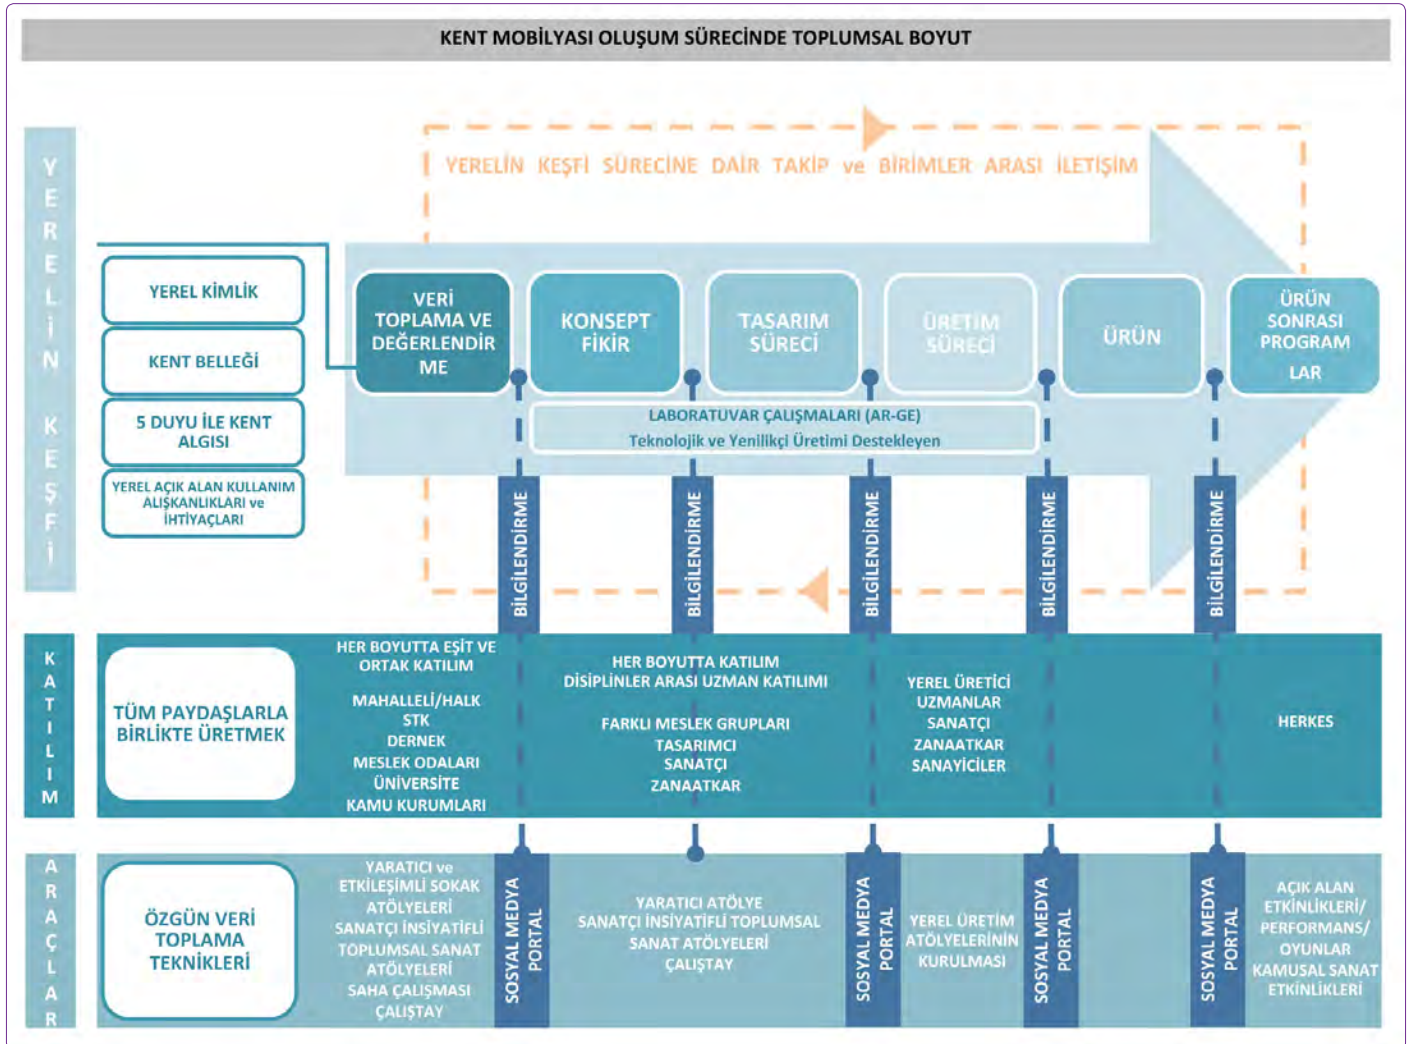 KENT MOBİLYASI OLUŞUM SÜRECİNDE TOPLUMSAL BOYUT
YERELİN KEŞFİ
YERELİN KEŞFİ SÜRECİNE DAİR TAKİP ve BİRİMLER ARASI İLETİŞİM
YEREL KİMLİK
KENT BELLEĞİ
5 DUYU İLE KENT
ALGISI
YEREL AÇIK ALAN KULLANIM
ALIŞKANLIKLARI ve
İHTİYAÇLARI
VERİ
TOPLAMA VE
DEĞERLENDİR
ME
KONSEPT
FİKİR
TASARIM
SÜRECİ
ÜRETİM
SÜRECİ
ÜRÜN
ÜRÜN
SONRASI
PROGRAM
LAR
LABORATUVAR ÇALIŞMALARI (AR-GE)
Teknolojik ve Yenilikçi Üretimi Destekleyen
BİLGİLENDİRME
BİLGİLENDİRME
BİLGİLENDİRME
BİLGİLENDİRME
BİLGİLENDİRME
KATILIM
TÜM PAYDAŞLARLA
BİRLİKTE ÜRETMEK
HER BOYUTTA EŞİT VE
ORTAK KATILIM
MAHALLELİ/HALK
STK
DERNEK
MESLEK ODALARI
ÜNİVERSİTE
KAMU KURUMLARI
HER BOYUTTA KATILIM
DİSİPLİNLER ARASI UZMAN KATILIMI
FARKLI MESLEK GRUPLARI
TASARIMCI
SANATÇI
ZANAATKAR
YEREL ÜRETİCİ
UZMANLAR
SANATÇI
ZANAATKAR
SANAYİCİLER
HERKES
ARAÇLAR
ÖZGÜN VERİ
TOPLAMA
TEKNİKLERİ
YARATICI ve
ETKİLEŞİMLİ SOKAK
ATÖLYELERİ
SANATÇI İNSİYATİFLİ
TOPLUMSAL SANAT
ATÖLYELERİ
SAHA ÇALIŞMASI
ÇALIŞTAY
SOSYAL MEDYA
PORTAL
YARATICI ATÖLYE
SANATÇI İNSİYATİFLİ TOPLUMSAL
SANAT ATÖLYELERİ
ÇALIŞTAY
SOSYAL MEDYA
PORTAL
YEREL ÜRETİM
ATÖLYELERİNİN
KURULMASI
SOSYAL MEDYA
PORTAL
SOSYAL MEDYA
PORTAL
AÇIK ALAN
ETKİNLİKLERİ/
PERFORMANS/
OYUNLAR
KAMUSAL SANAT
ETKİNLİKLERİ